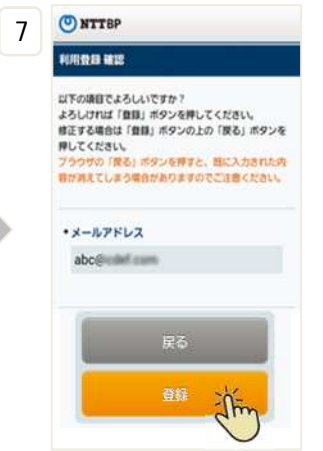 7
NTTBP
利用登録 確認
以下の項目でよろしいですか？
よろしければ「登録」ボタンを押してください。
修正する場合は「登録」ボタンの上の「戻る」ボタンを
押してください。
ブラウザの「戻る」ボタンを押すと、既に入力された内
容が消えてしまう場合がありますのでご注意ください。
•メールアドレス
abc@
戻る
登録